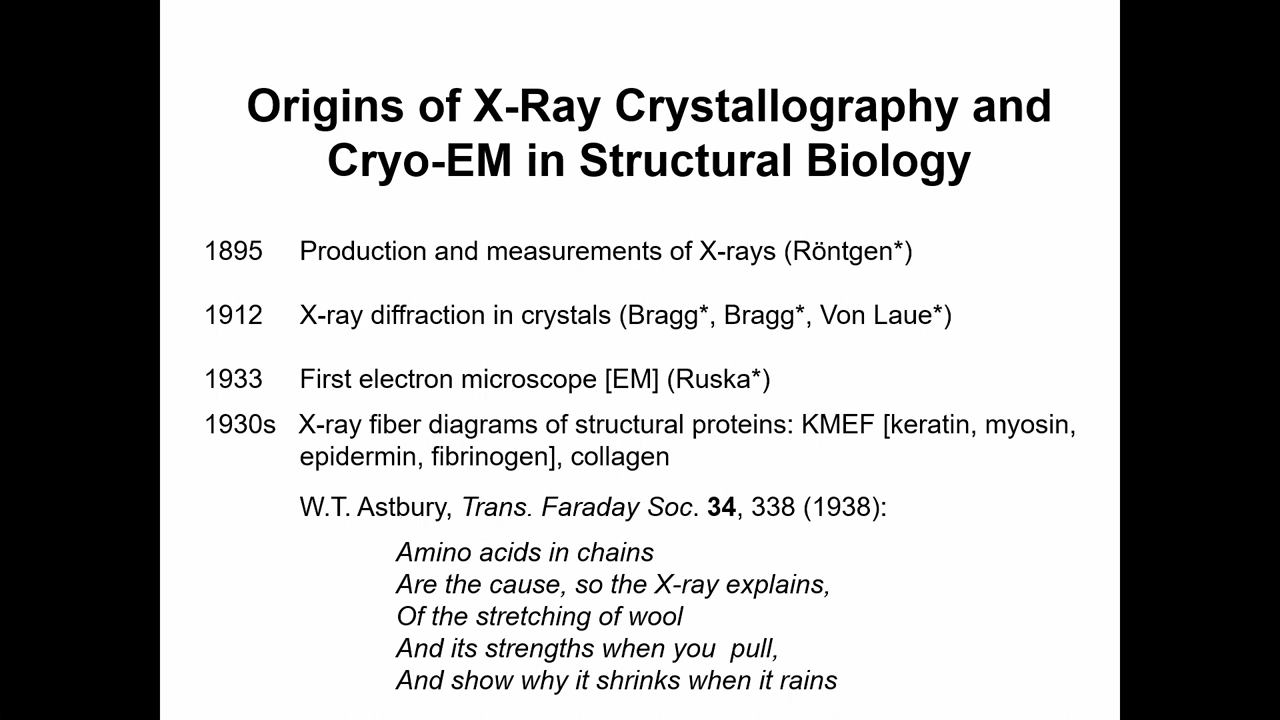 Origins of X-Ray Crystallography and
Cryo-EM in Structural Biology
1895 Production and measurements of X-rays (Röntgen*)
1912 X-ray diffraction in crystals (Bragg*, Bragg*, Von Laue*)
1933 First electron microscope [EM] (Ruska*)
1930s X-ray fiber diagrams of structural proteins: KMEF [keratin, myosin,
epidermin, fibrinogen], collagen
W.T. Astbury, Trans. Faraday Soc. 34, 338 (1938):
Amino acids in chains
Are the cause, so the X-ray explains,
Of the stretching of wool
And its strengths when you pull,
And show why it shrinks when it rains